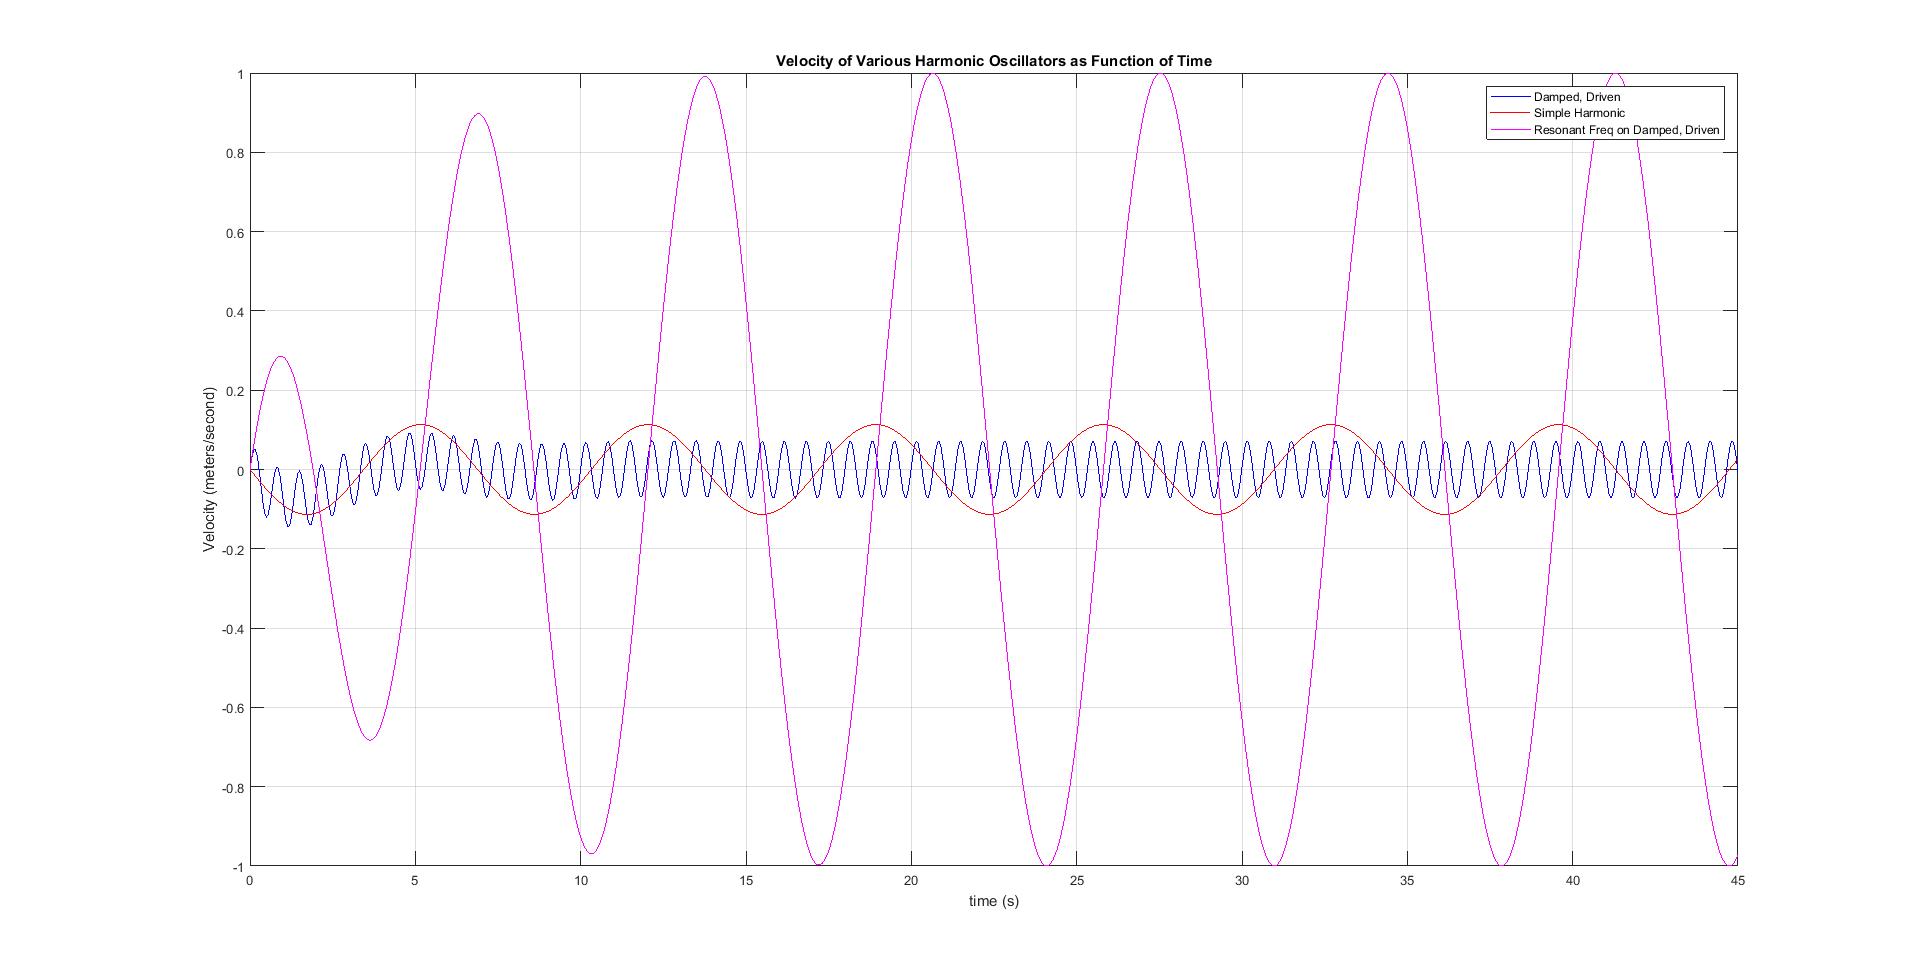 Velocity of Various Harmonic Oscillators as Function of Time
Damped, Driven
Simple Harmonic
Resonant Freq on Damped, Driven
Velocity (meters/second)
1
0.8
0.6
0.4
0.2
0
-0.2
-0.4
-0.6
-0.8
-1
0 5 10 15 20 25 30 35 40 45
time (s)